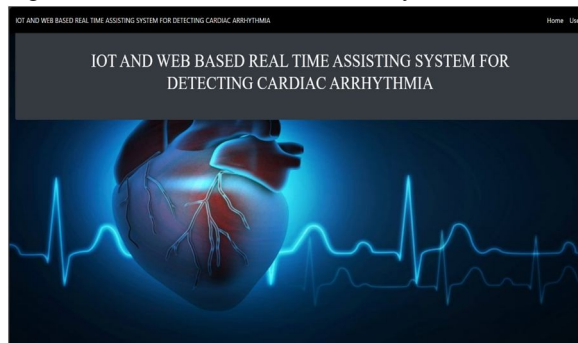 IOT AND WEB BASED REAL TIME ASSISTING SYSTEM FOR DETECTING CARDIAC ARRHYTHMIA
Home
IOT AND WEB BASED REAL TIME ASSISTING SYSTEM FOR
DETECTING CARDIAC ARRHYTHMIA